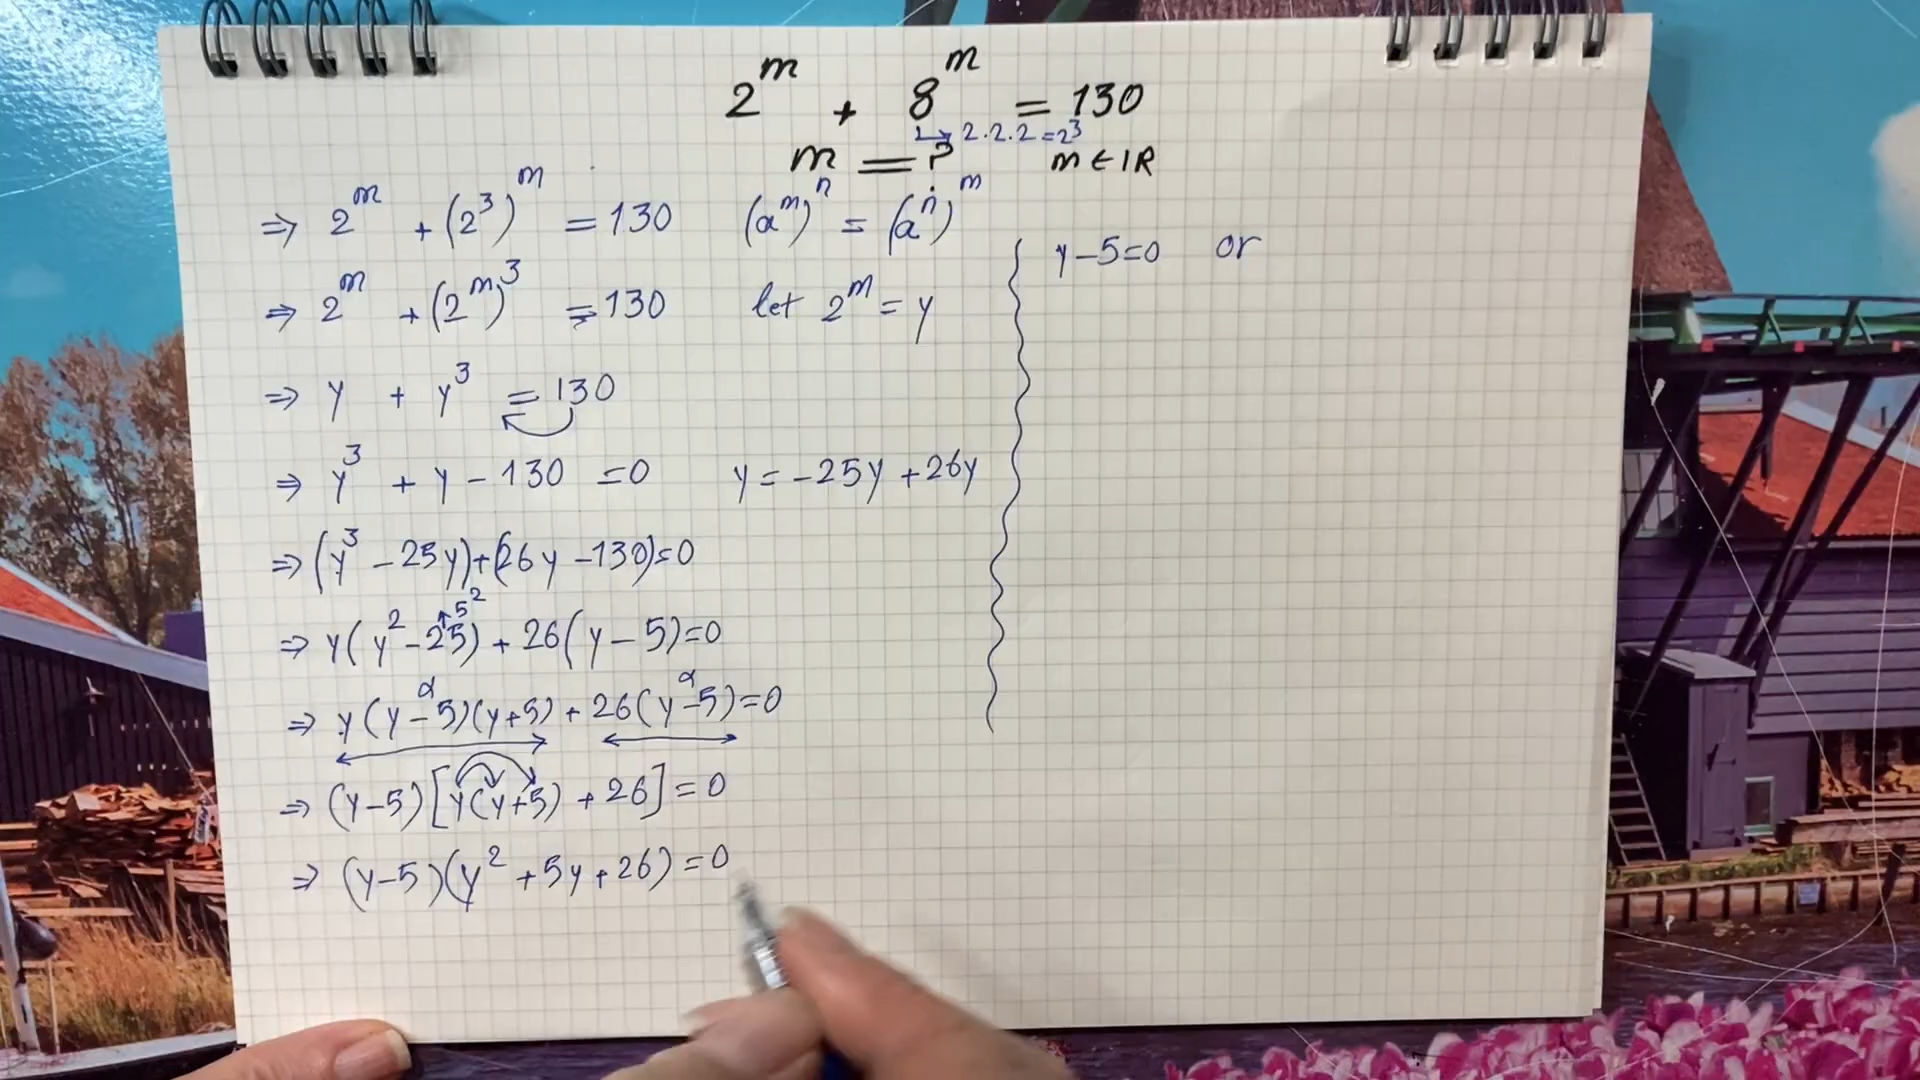 2^m + 8^m = 130
↳ 2.2.2 = 2^3
m = ? m ∈ IR
⇒ 2^m + (2^3)^m = 130 (a^m)^n = (a^n)^m
⇒ 2^m + (2^m)^3 = 130 let 2^m = y
⇒ y + y^3 = 130
⇒ y^3 + y - 130 = 0 y = -25y + 26y
⇒ (y^3 - 25y) + (26y - 130) = 0
⇒ y(y^2 - 25) + 26(y - 5) = 0
↑ 5^2
⇒ y(y - 5)(y + 5) + 26(y - 5) = 0
⇒ (y - 5)[y(y + 5) + 26] = 0
⇒ (y - 5)(y^2 + 5y + 26) = 0
y - 5 = 0 or